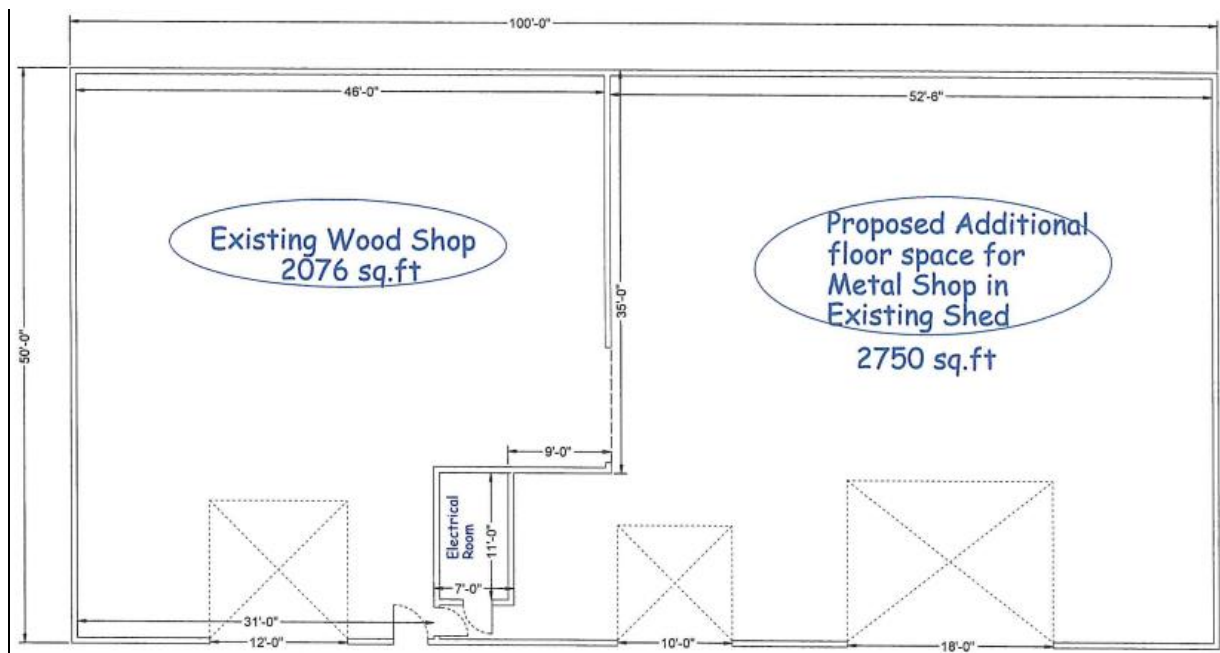 100'-0"
46'-0"
52'-6"
Existing Wood Shop
2076 sq.ft
Proposed Additional
floor space for
Metal Shop in
Existing Shed
2750 sq.ft
35'-0"
50'-0"
9'-0"
Electrical
Room
11'-0"
7'-0"
31'-0"
12'-0"
10'-0"
18'-0"